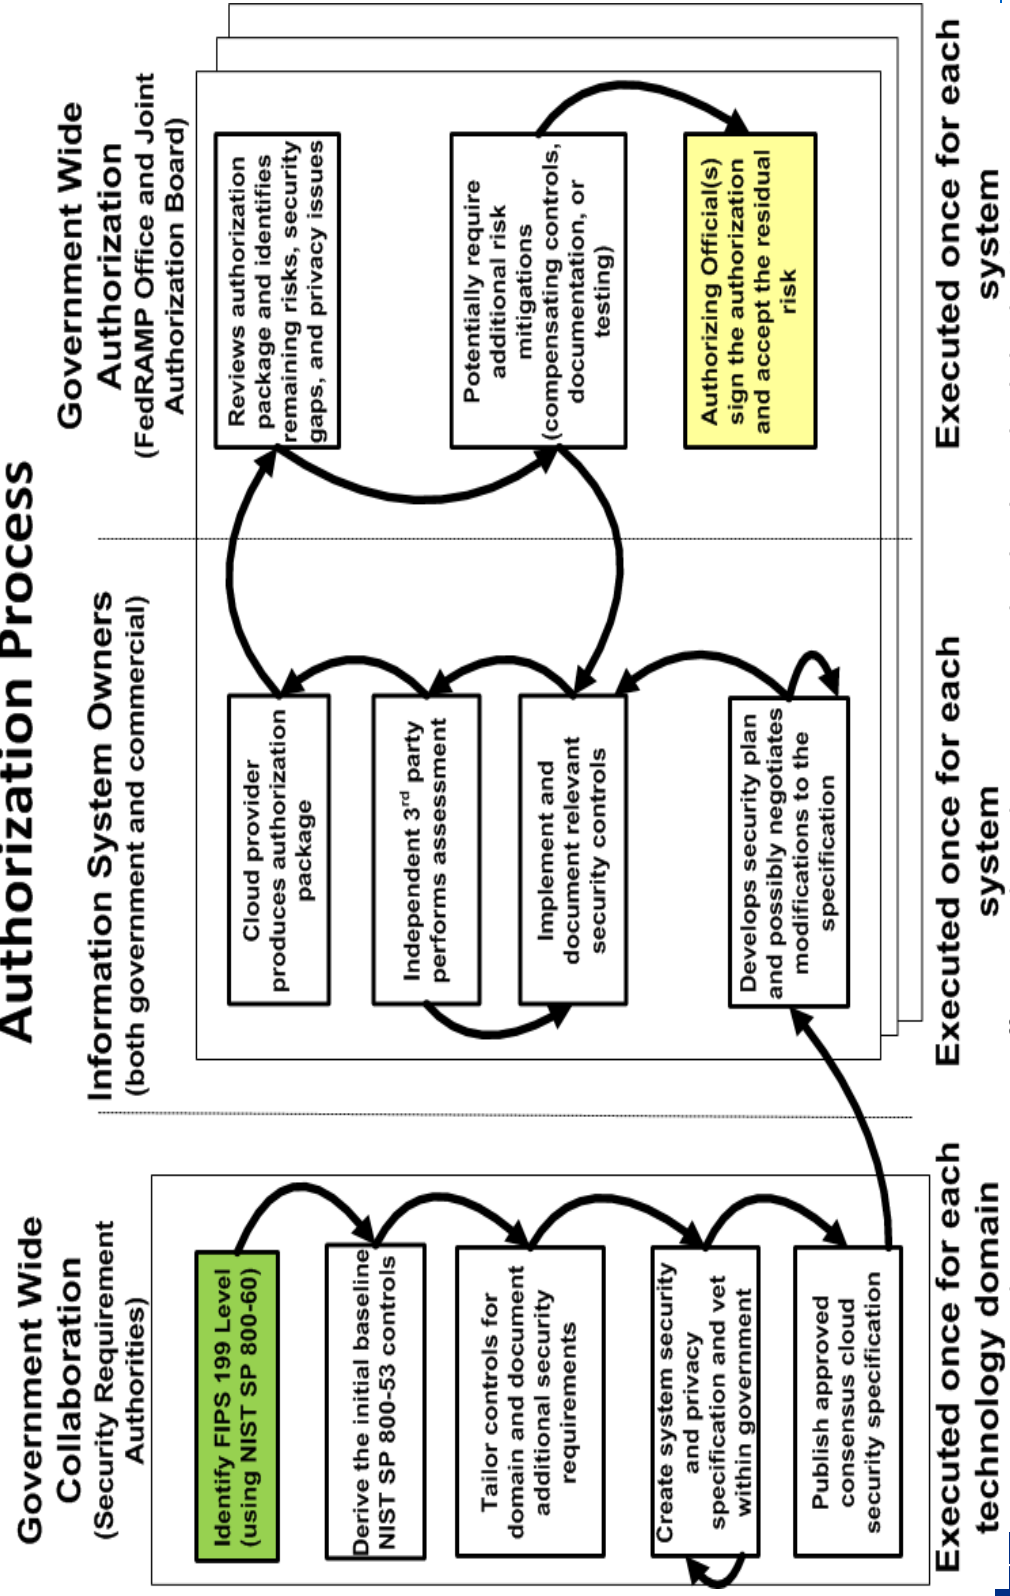 Authorization Process
Government Wide
Collaboration
(Security Requirement
Authorities)
Identify FIPS 199 Level
(using NIST SP 800-60)
Derive the initial baseline
NIST SP 800-53 controls
Tailor controls for
domain and document
additional security
requirements
Create system security
and privacy
specification and vet
within government
Publish approved
consensus cloud
security specification
Executed once for each
technology domain
Information System Owners
(both government and commercial)
Cloud provider
produces authorization
package
Independent 3rd party
performs assessment
Implement and
document relevant
security controls
Develops security plan
and possibly negotiates
modifications to the
specification
Executed once for each
system
Government Wide
Authorization
(FedRAMP Office and Joint
Authorization Board)
Reviews authorization
package and identifies
remaining risks, security
gaps, and privacy issues
Potentially require
additional risk
mitigations
(compensating controls,
documentation, or
testing)
Authorizing Official(s)
sign the authorization
and accept the residual
risk
Executed once for each
system